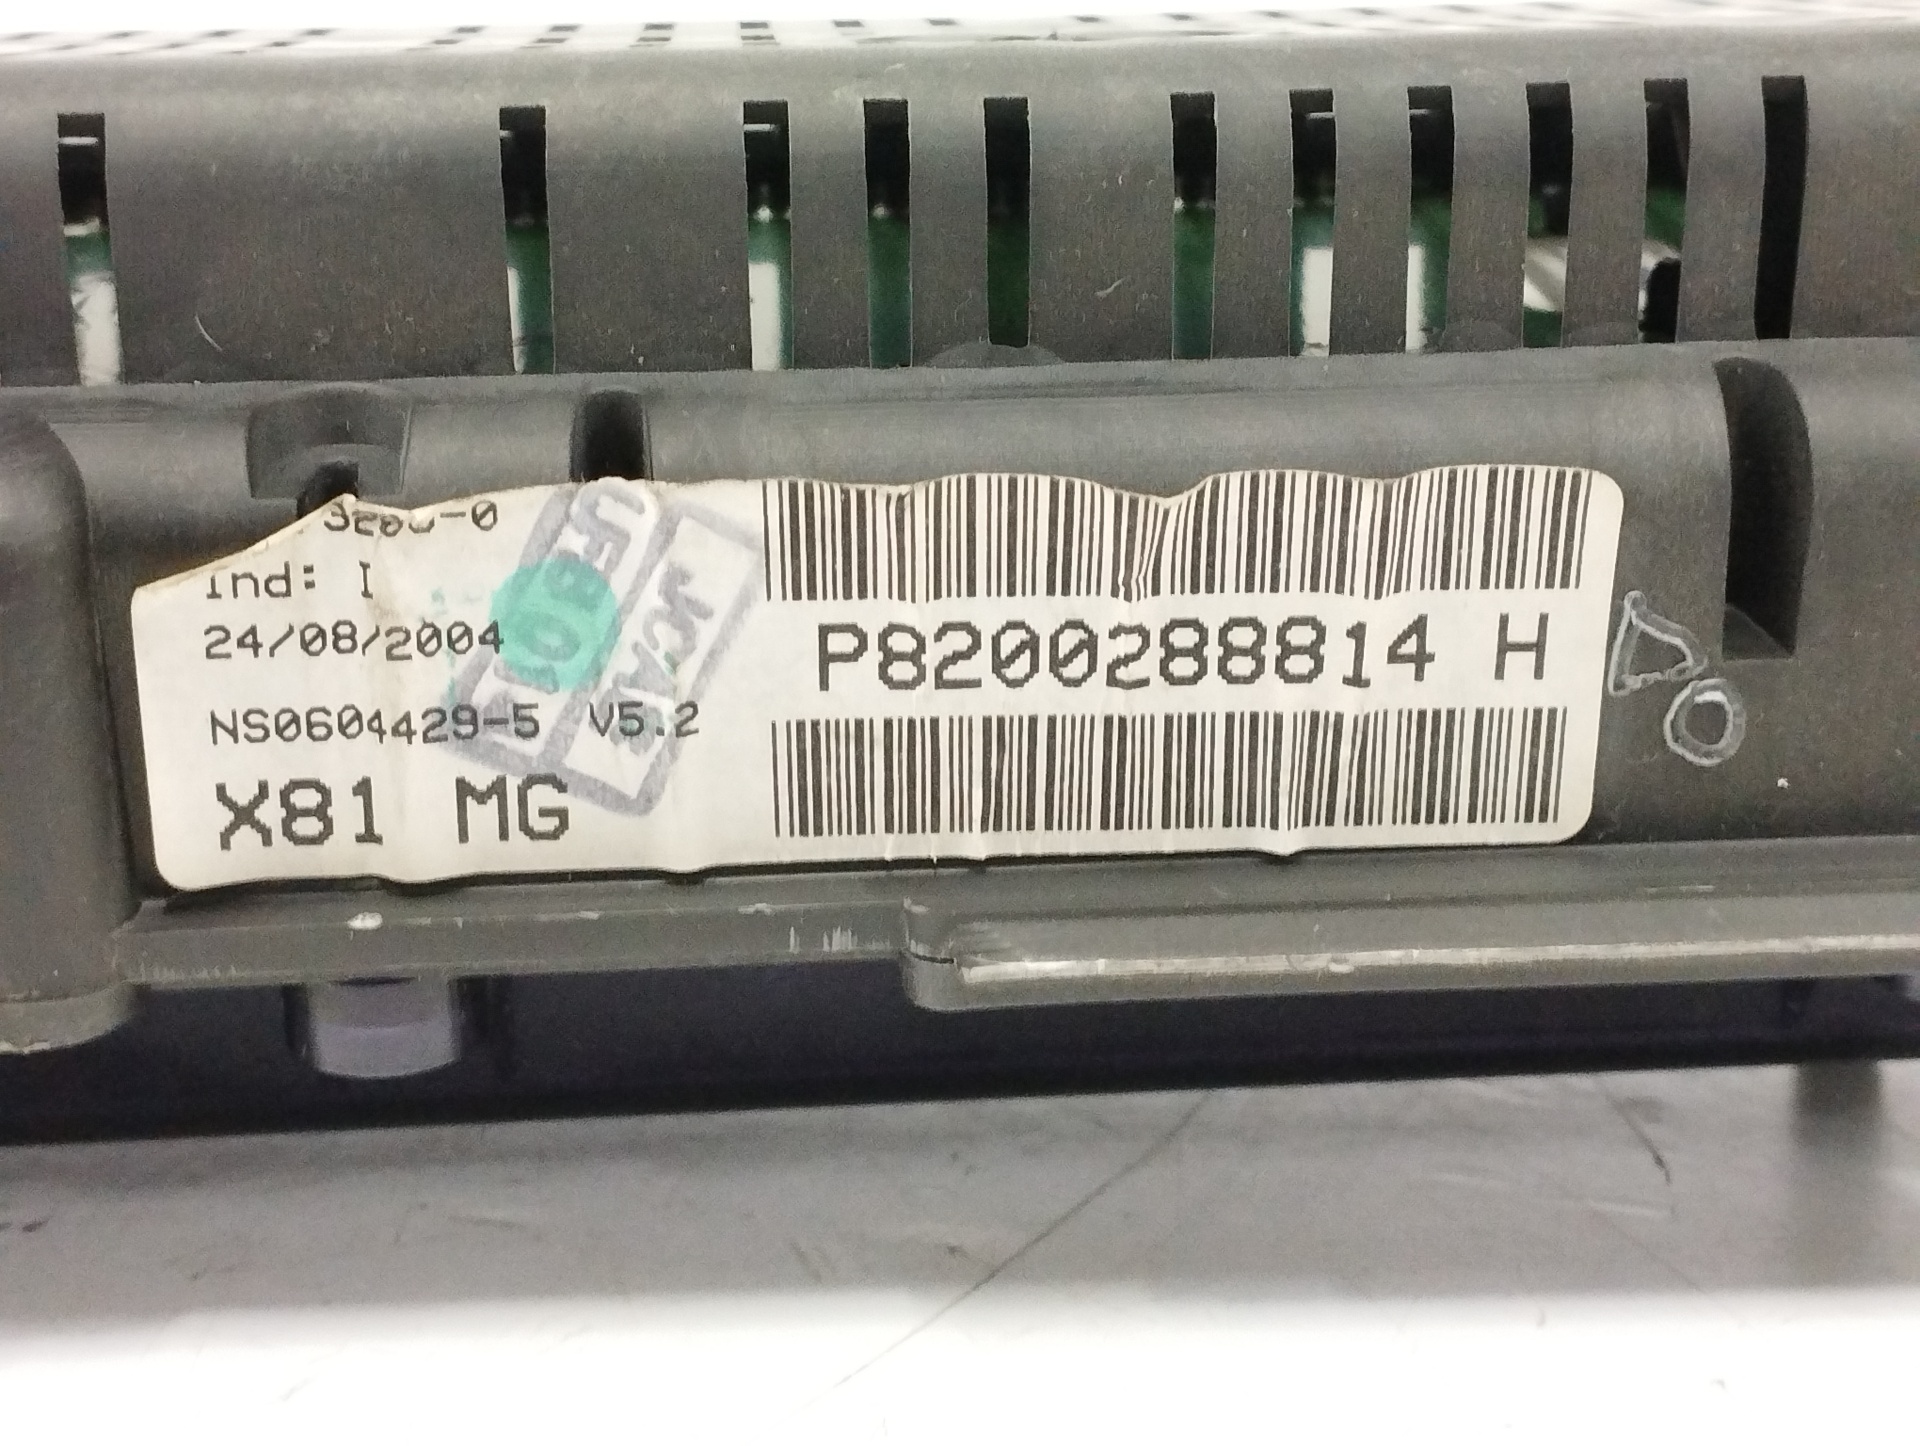 Ind: I
24/08/2004
NS0604429-5 V5.2
X81 MG
P8200288814 H